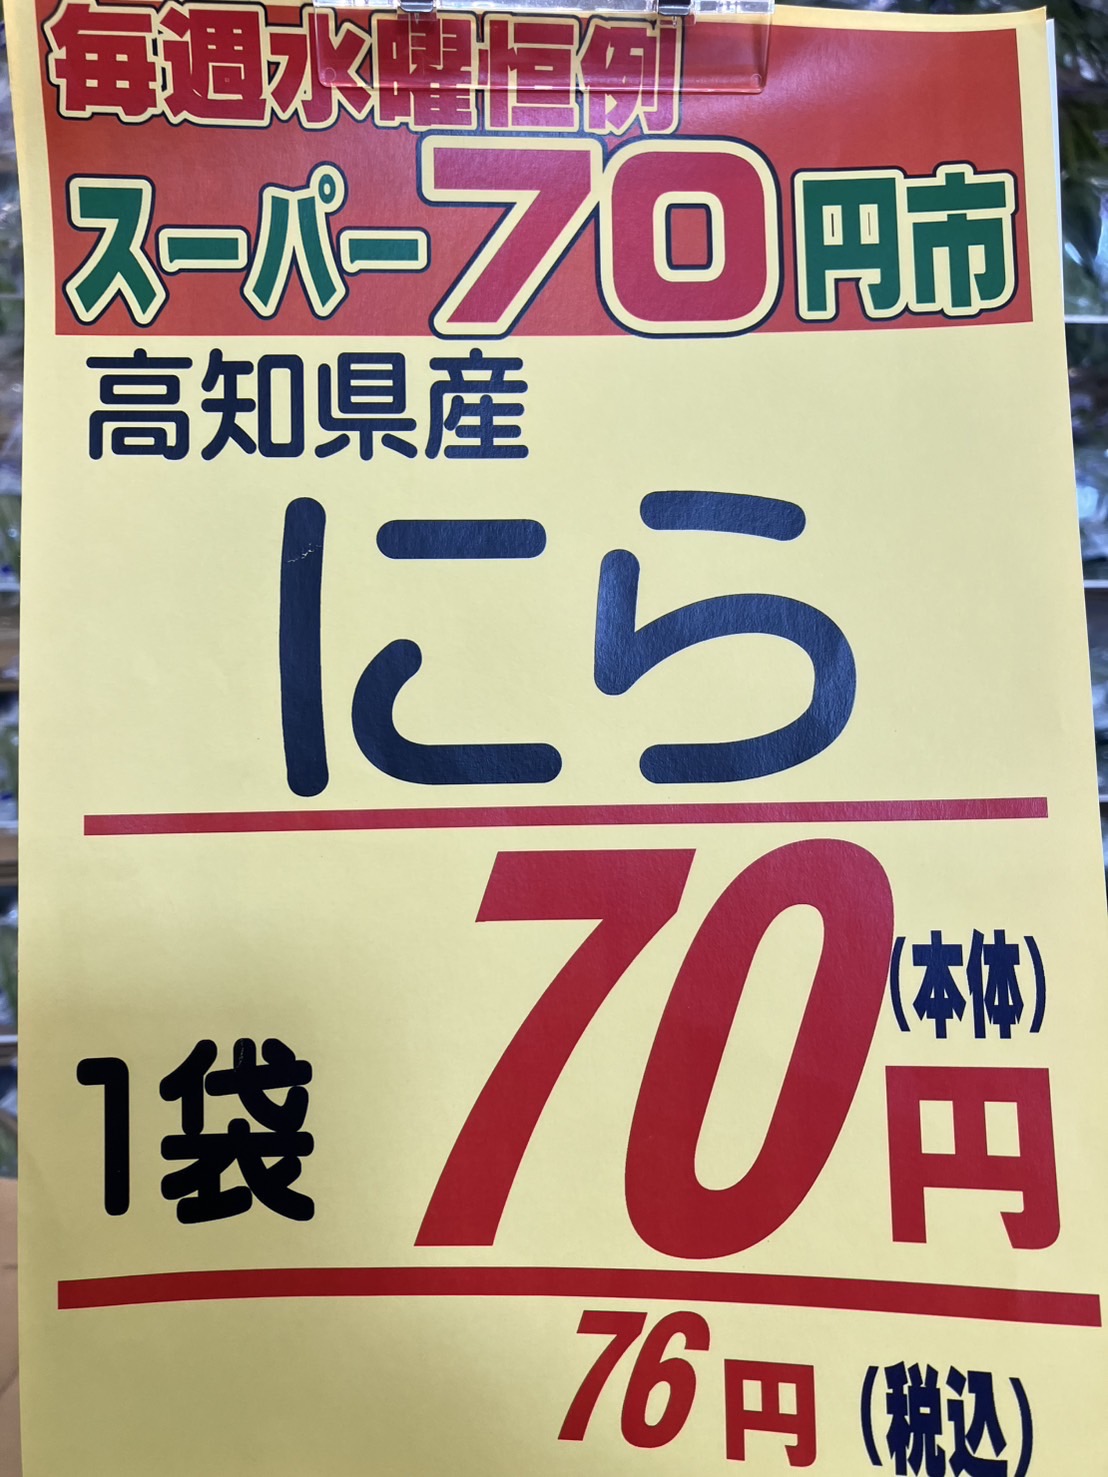 毎週水曜恒例
スーパー70円市
高知県産
にら
1袋 70円 (本体)
76円 (税込)